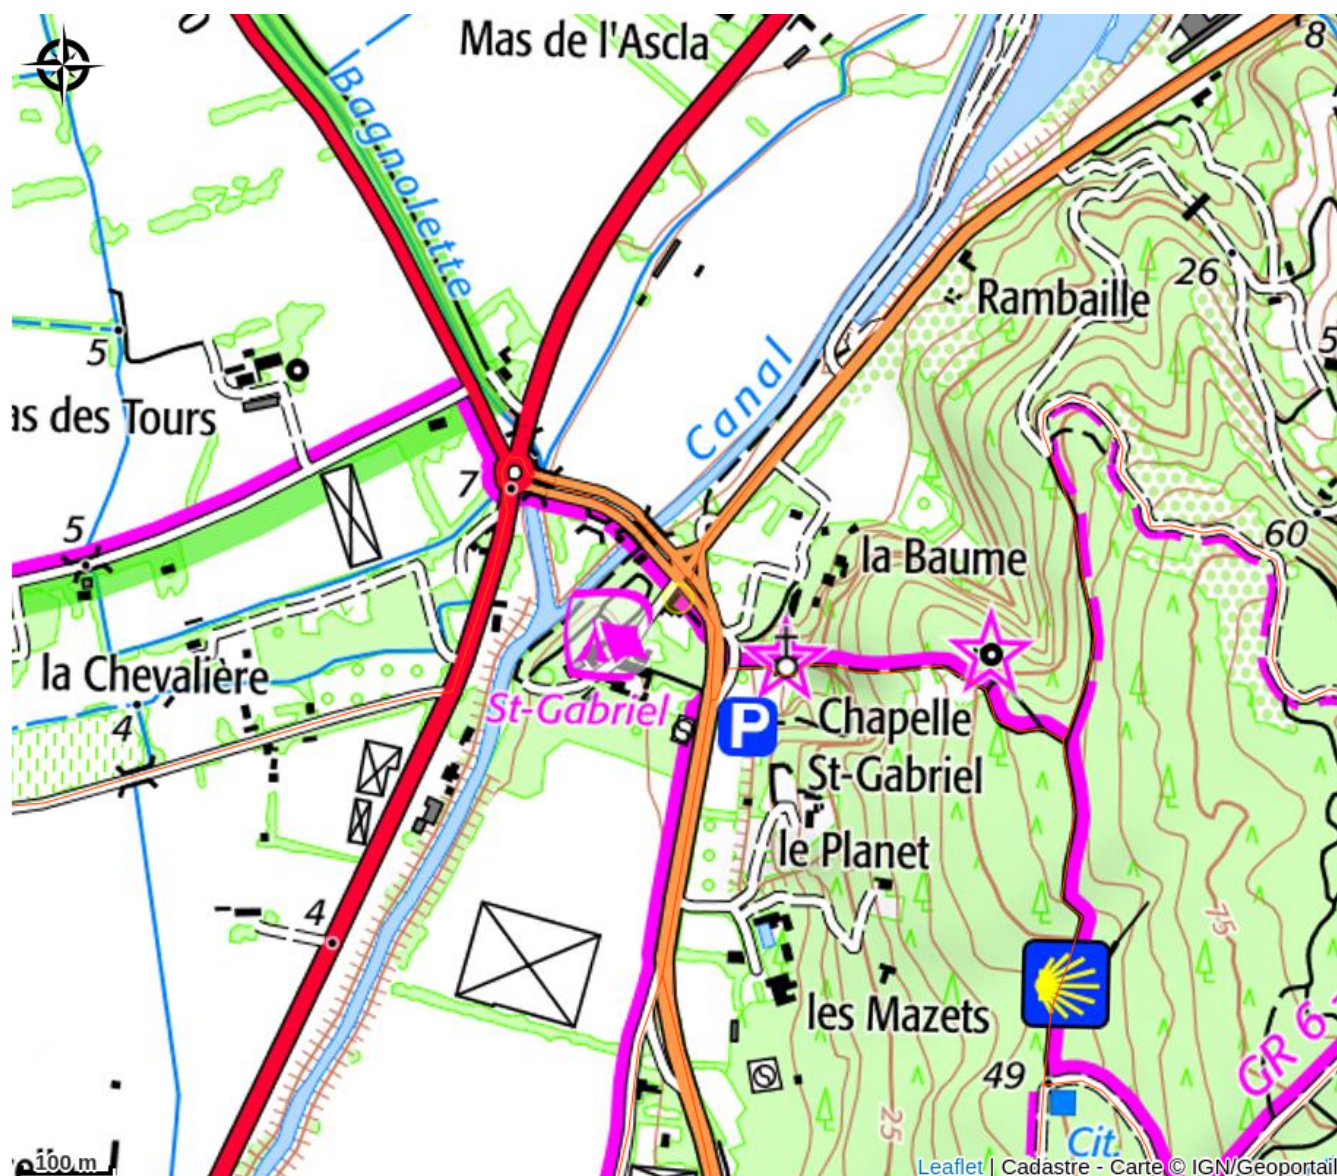 Mas de l'Ascla
8
Bagnolette
Rambaille
26
5
5
as des Tours
Canal
7
5
60
la Baume
la Chevalière
St-Gabriel
P
Chapelle
St-Gabriel
4
le Planet
75
4
les Mazets
49
GR 6
25
Cit.
100 m
Leaflet | Cadastre - Carte © IGN/Géoportail